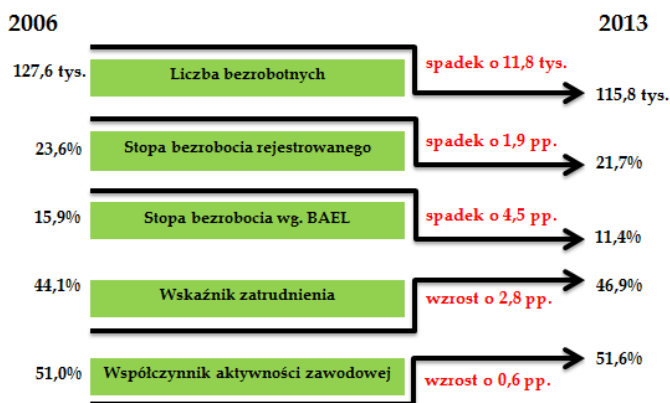 2006
2013
127,6 tys.
Liczba bezrobotnych
spadek o 11,8 tys.
115,8 tys.
23,6%
Stopa bezrobocia rejestrowanego
spadek o 1,9 pp.
21,7%
15,9%
Stopa bezrobocia wg. BAEL
spadek o 4,5 pp.
11,4%
44,1%
Wskaźnik zatrudnienia
wzrost o 2,8 pp.
46,9%
51,0%
Współczynnik aktywności zawodowej
wzrost o 0,6 pp.
51,6%